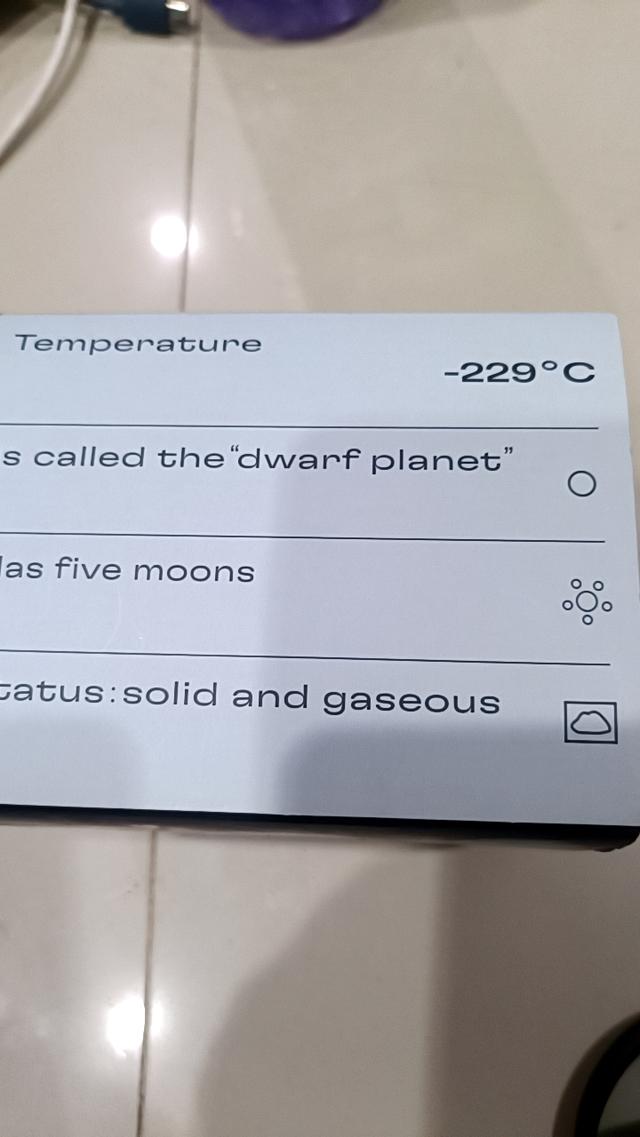 Temperature
-229°C
s called the “dwarf planet”
as five moons
tatus:solid and gaseous